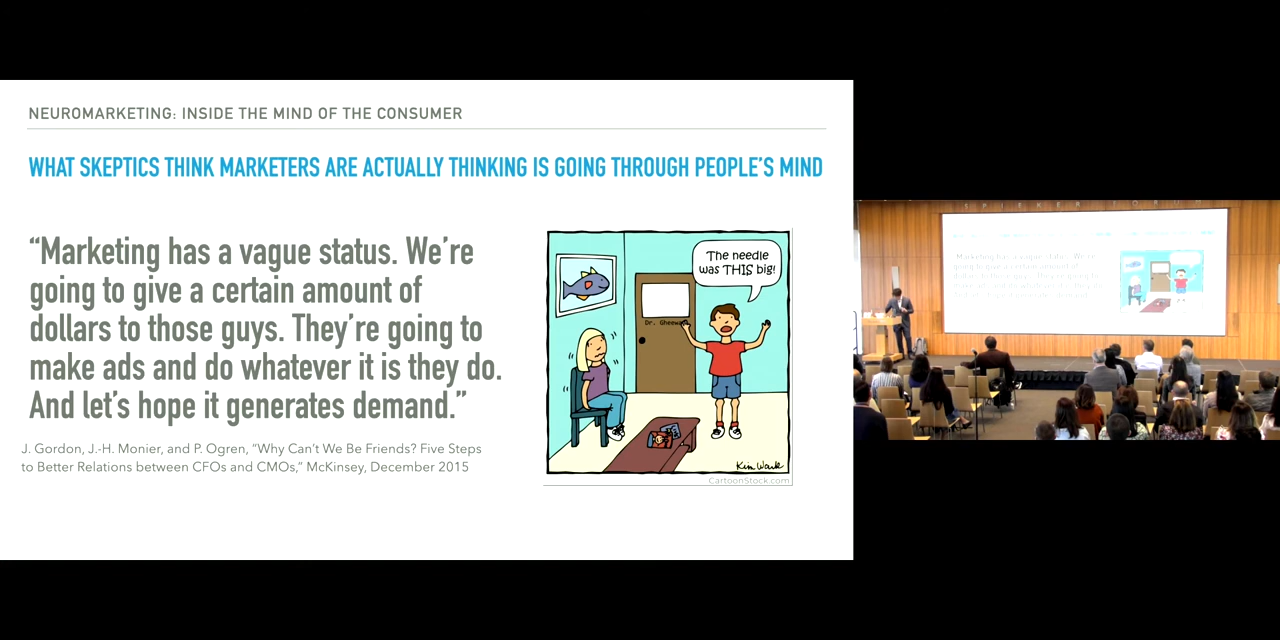 NEUROMARKETING: INSIDE THE MIND OF THE CONSUMER
WHAT SKEPTICS THINK MARKETERS ARE ACTUALLY THINKING IS GOING THROUGH PEOPLE'S MIND
“Marketing has a vague status. We're
going to give a certain amount of
dollars to those guys. They're going to
make ads and do whatever it is they do.
And let's hope it generates demand.”
J. Gordon, J.-H. Monier, and P. Ogren, “Why Can't We Be Friends? Five Steps
to Better Relations between CFOs and CMOs,” McKinsey, December 2015
The needle
was THIS big!
Kim Warp
CartoonStock.com
SPIEKER FORUM